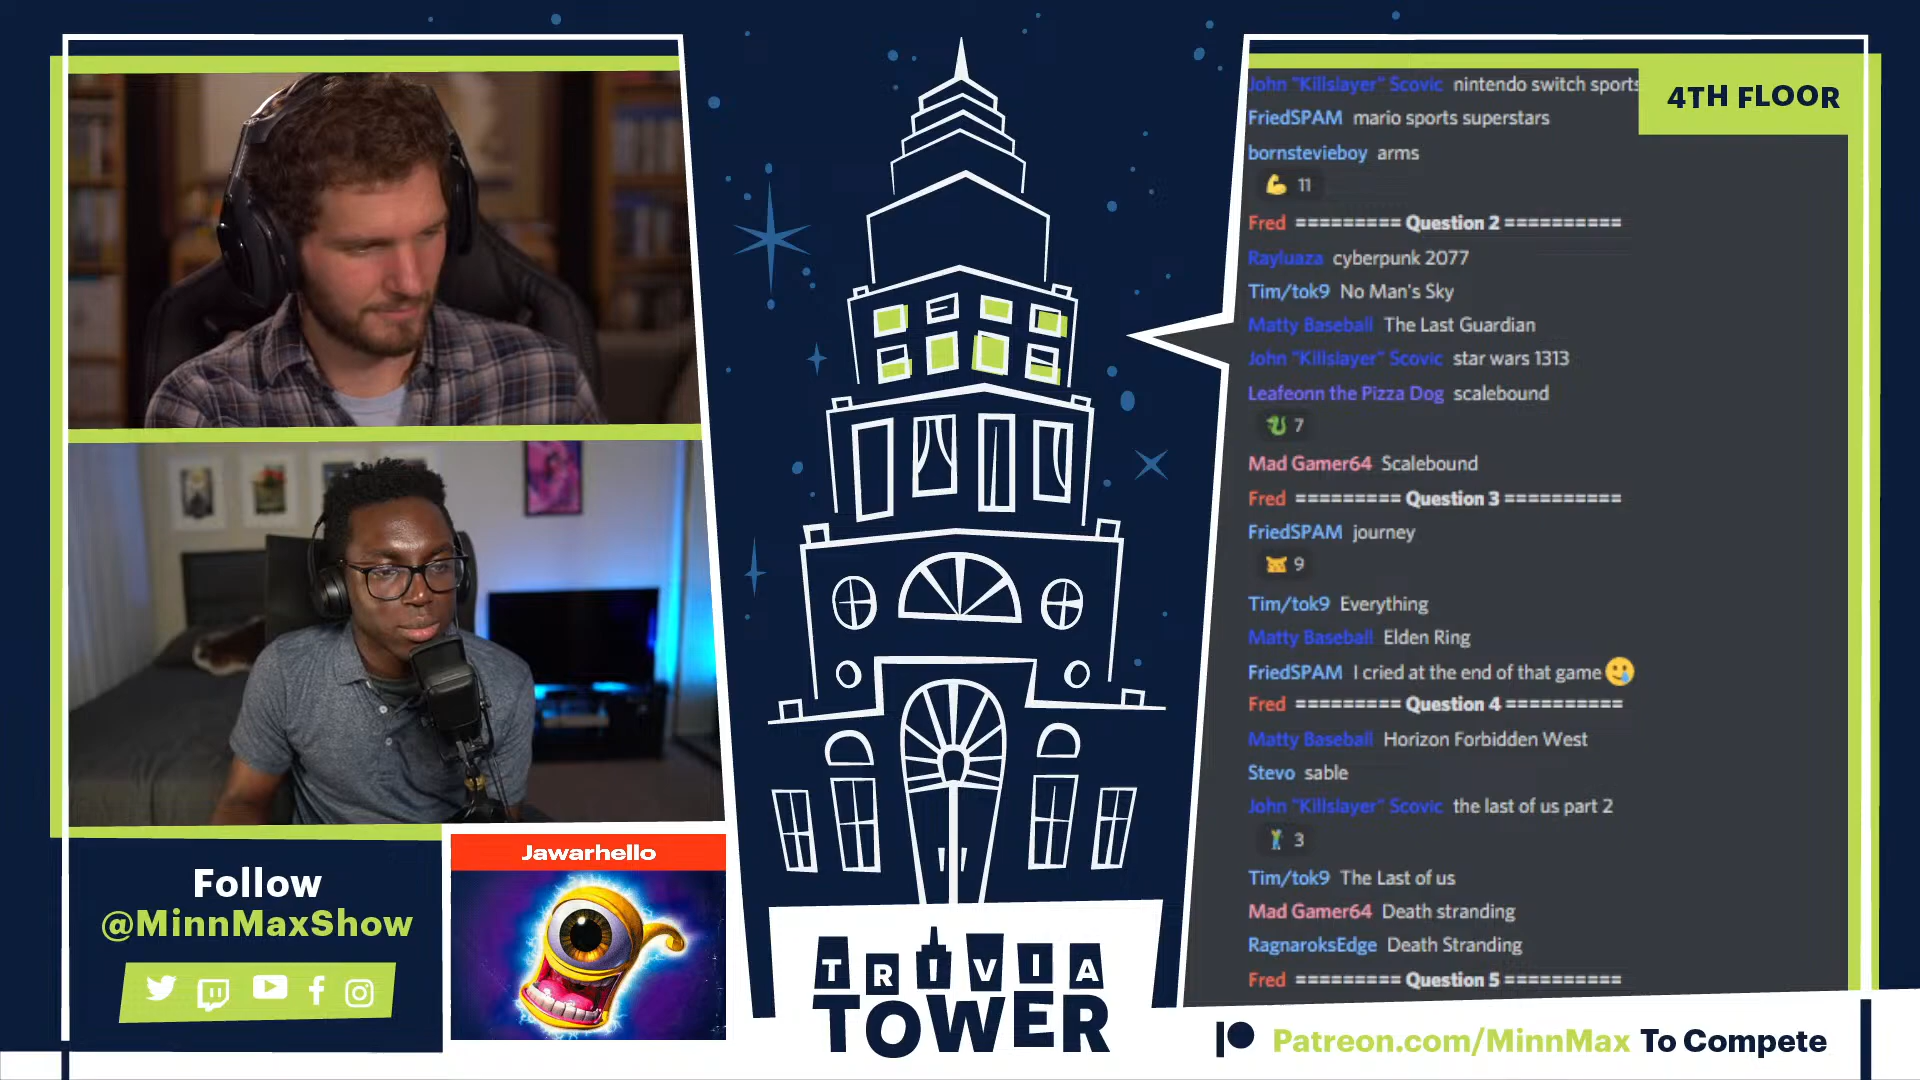 John "Killslayer" Scovic nintendo switch sports
4TH FLOOR
FriedSPAM mario sports superstars
bornstevieboy arms
11
Fred ========= Question 2 ==========
Rayluaza cyberpunk 2077
Tim/tok9 No Man's Sky
Matty Baseball The Last Guardian
John "Killslayer" Scovic star wars 1313
Leafeonn the Pizza Dog scalebound
7
Mad Gamer64 Scalebound
Fred ========= Question 3 ==========
FriedSPAM journey
9
Tim/tok9 Everything
Matty Baseball Elden Ring
FriedSPAM I cried at the end of that game
Fred ========= Question 4 ==========
Matty Baseball Horizon Forbidden West
Stevo sable
John "Killslayer" Scovic the last of us part 2
3
Tim/tok9 The Last of us
Mad Gamer64 Death stranding
RagnaroksEdge Death Stranding
Fred ========= Question 5 ==========
Follow
@MinnMaxShow
Jawarhello
TRIVIA
TOWER
Patreon.com/MinnMax To Compete